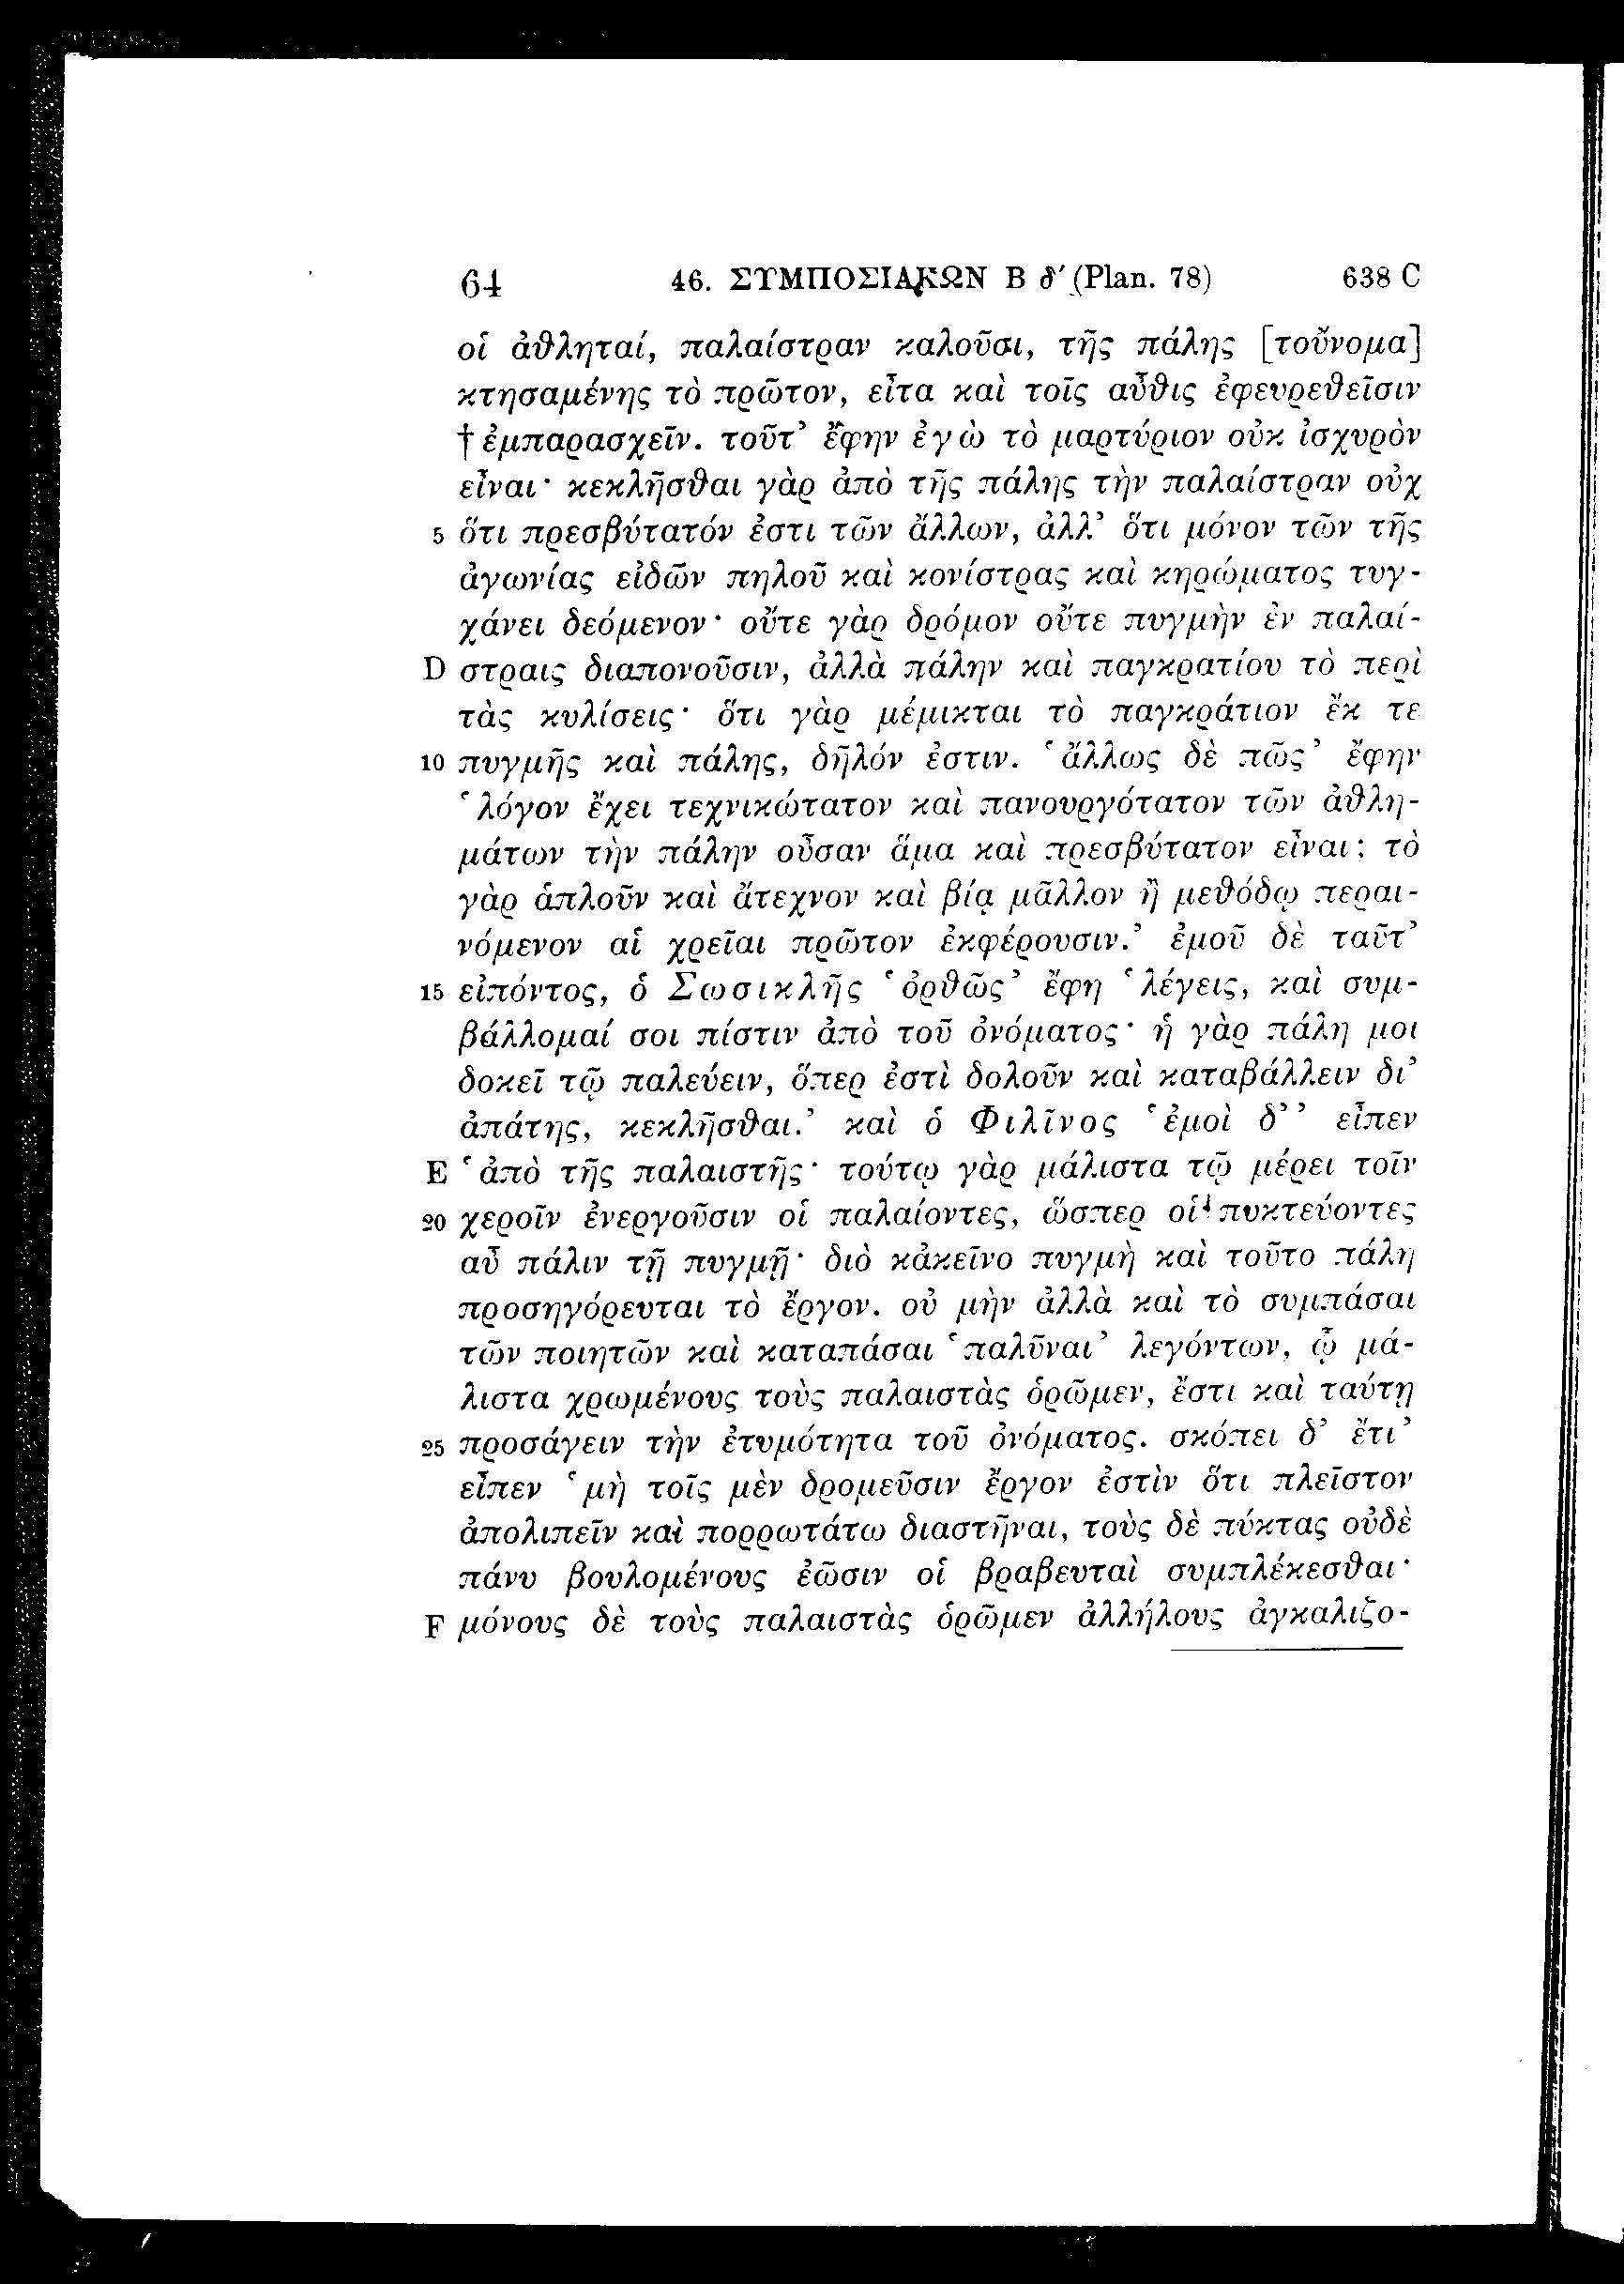 64 46. ΣΥΜΠΟΣΙΑΚΩΝ Β δ′ (Plan. 78) 638 C
οἱ ἀθληταί, παλαίστραν καλοῦσι, τῆς πάλης [τοὔνομα]
κτησαμένης τὸ πρῶτον, εἶτα καὶ τοῖς αὖθις ἐφευρεθεῖσιν
† ἐμπαρασχεῖν. τοῦτ’ ἔφην ἐγὼ τὸ μαρτύριον οὐκ ἰσχυρὸν
εἶναι· κεκλῆσθαι γὰρ ἀπὸ τῆς πάλης τὴν παλαίστραν οὐχ
5 ὅτι πρεσβύτατόν ἐστι τῶν ἄλλων, ἀλλ’ ὅτι μόνον τῶν τῆς
ἀγωνίας εἰδῶν πηλοῦ καὶ κονίστρας καὶ κηρώματος τυγ-
χάνει δεόμενον· οὔτε γὰρ δρόμον οὔτε πυγμὴν ἐν παλαί-
D στραις διαπονοῦσιν, ἀλλὰ πάλην καὶ παγκρατίου τὸ περὶ
τὰς κυλίσεις· ὅτι γὰρ μέμικται τὸ παγκράτιον ἔκ τε
10 πυγμῆς καὶ πάλης, δῆλόν ἐστιν. ‛ἄλλως δὲ πῶς’ ἔφην
‛λόγον ἔχει τεχνικώτατον καὶ πανουργότατον τῶν ἀθλη-
μάτων τὴν πάλην οὖσαν ἅμα καὶ πρεσβύτατον εἶναι; τὸ
γὰρ ἁπλοῦν καὶ ἄτεχνον καὶ βίᾳ μᾶλλον ἢ μεθόδῳ περαι-
νόμενον αἱ χρεῖαι πρῶτον ἐκφέρουσιν.’ ἐμοῦ δὲ ταῦτ’
15 εἰπόντος, ὁ Σωσικλῆς ‛ὀρθῶς’ ἔφη ‛λέγεις, καὶ συμ-
βάλλομαί σοι πίστιν ἀπὸ τοῦ ὀνόματος· ἡ γὰρ πάλη μοι
δοκεῖ τῷ παλεύειν, ὅπερ ἐστὶ δολοῦν καὶ καταβάλλειν δι’
ἀπάτης, κεκλῆσθαι.’ καὶ ὁ Φιλῖνος ‛ἐμοὶ δ’’ εἶπεν
E ‛ἀπὸ τῆς παλαιστῆς· τούτῳ γὰρ μάλιστα τῷ μέρει τοῖν
20 χεροῖν ἐνεργοῦσιν οἱ παλαίοντες, ὥσπερ οἱ πυκτεύοντες
αὖ πάλιν τῇ πυγμῇ· διὸ κἀκεῖνο πυγμὴ καὶ τοῦτο πάλη
προσηγόρευται τὸ ἔργον. οὐ μὴν ἀλλὰ καὶ τὸ συμπάσαι
τῶν ποιητῶν καὶ καταπάσαι ‛παλῦναι’ λεγόντων, ᾧ μά-
λιστα χρωμένους τοὺς παλαιστὰς ὁρῶμεν, ἔστι καὶ ταύτῃ
25 προσάγειν τὴν ἐτυμότητα τοῦ ὀνόματος. σκόπει δ’ ἔτι’
εἶπεν ‛μὴ τοῖς μὲν δρομεῦσιν ἔργον ἐστὶν ὅτι πλεῖστον
ἀπολιπεῖν καὶ πορρωτάτω διαστῆναι, τοὺς δὲ πύκτας οὐδὲ
πάνυ βουλομένους ἐῶσιν οἱ βραβευταὶ συμπλέκεσθαι·
F μόνους δὲ τοὺς παλαιστὰς ὁρῶμεν ἀλλήλους ἀγκαλιζο-